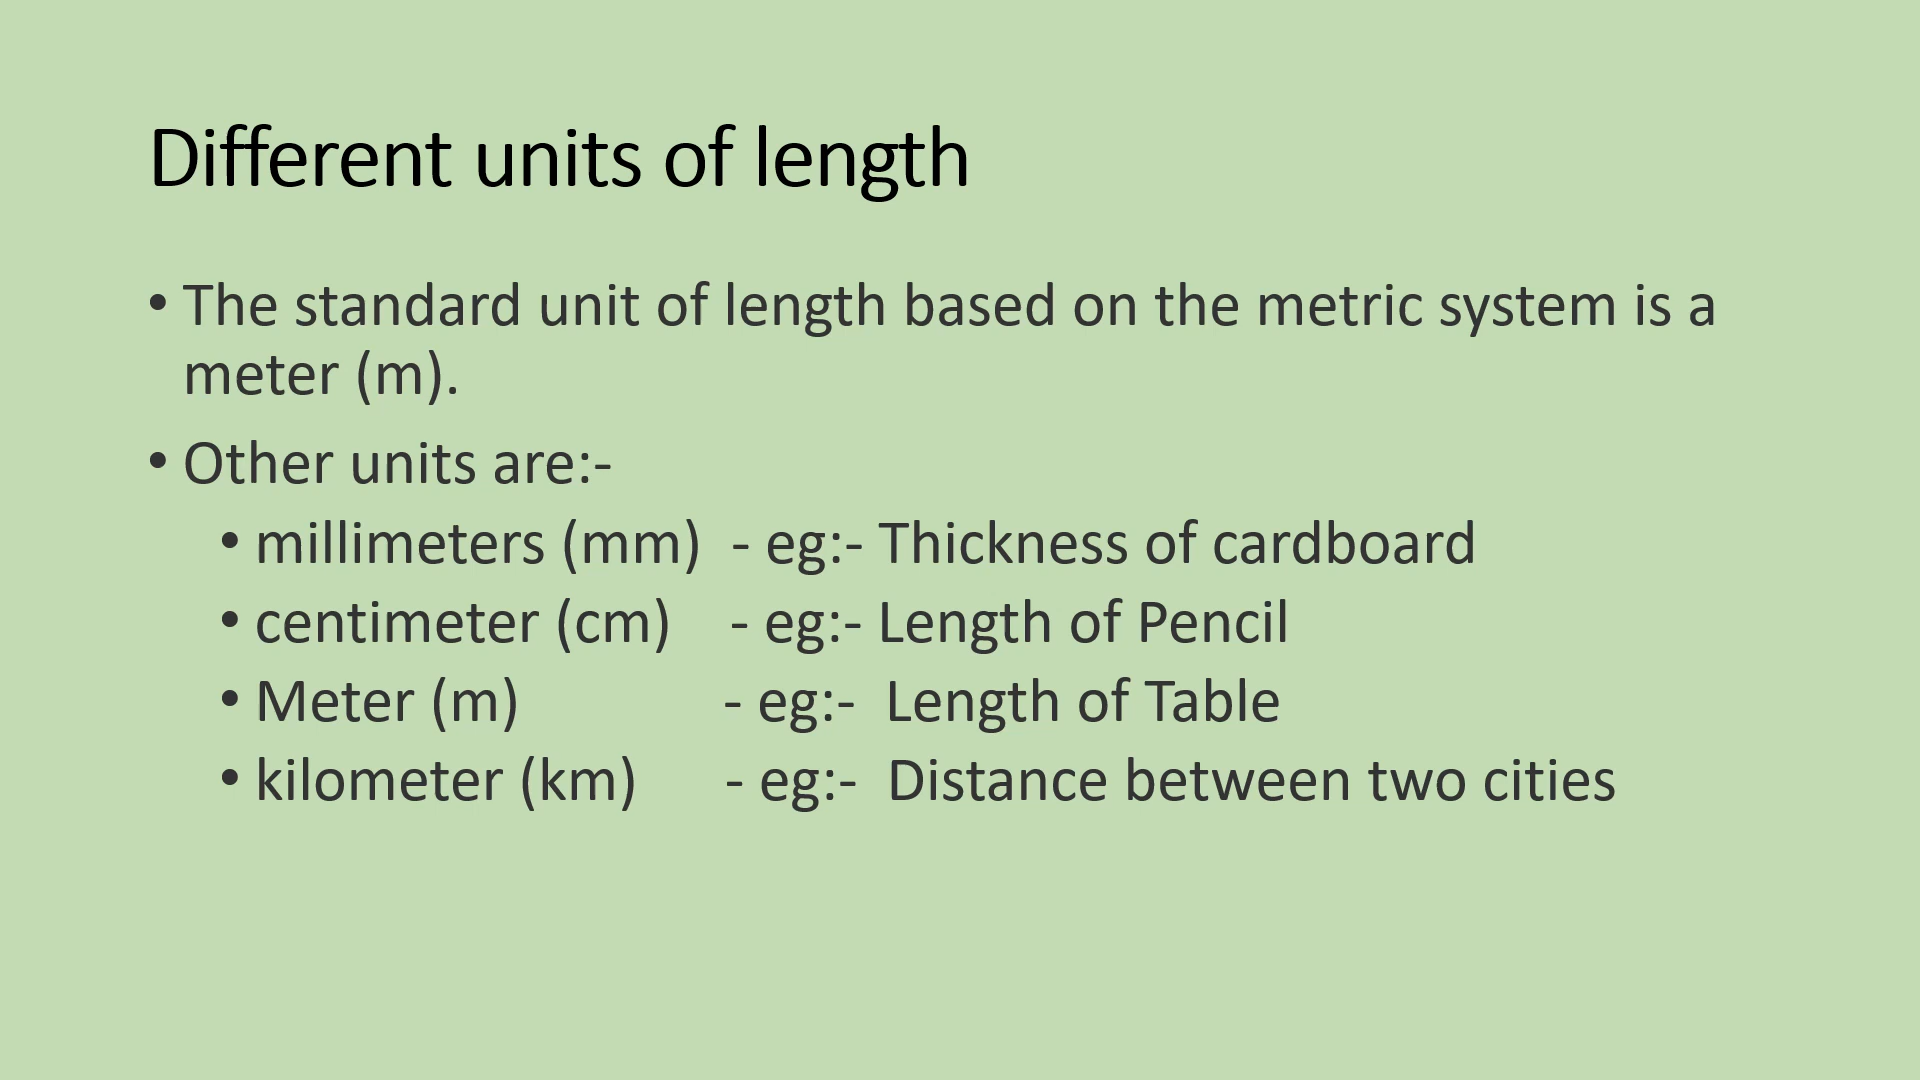 Different units of length
• The standard unit of length based on the metric system is a
meter (m).
• Other units are:-
• millimeters (mm)  - eg:- Thickness of cardboard
• centimeter (cm)    - eg:- Length of Pencil
• Meter (m)             - eg:-  Length of Table
• kilometer (km)      - eg:-  Distance between two cities